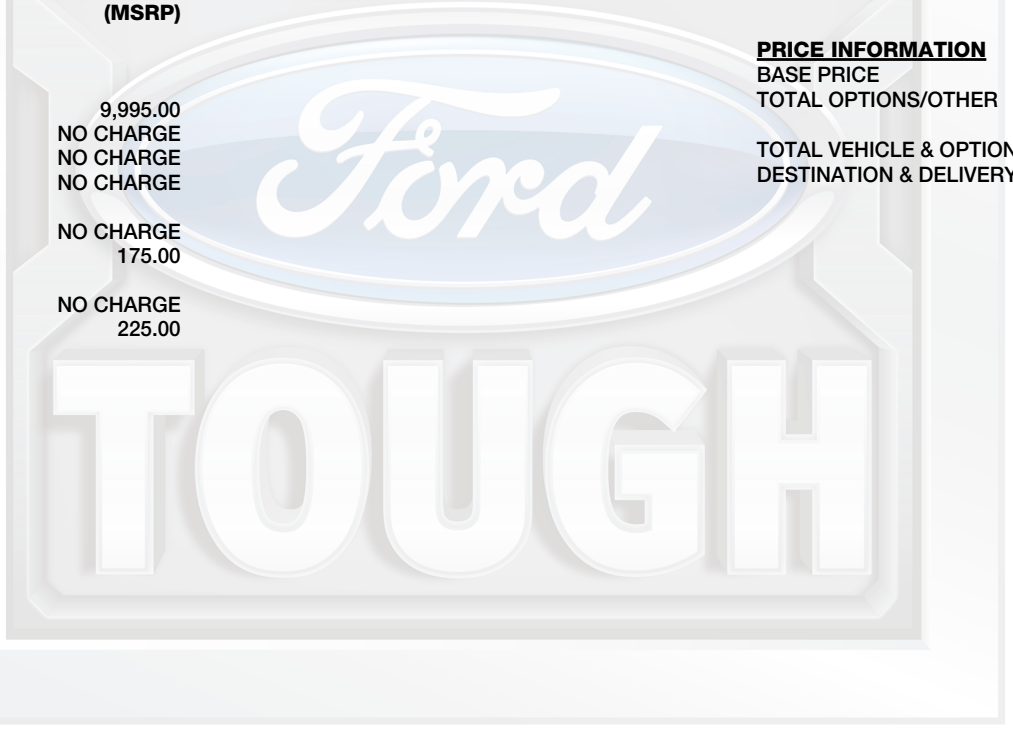 (MSRP)
9,995.00
NO CHARGE
NO CHARGE
NO CHARGE
NO CHARGE
175.00
NO CHARGE
225.00
PRICE INFORMATION
BASE PRICE
TOTAL OPTIONS/OTHER
TOTAL VEHICLE & OPTION
DESTINATION & DELIVERY
Ford
TOUGH